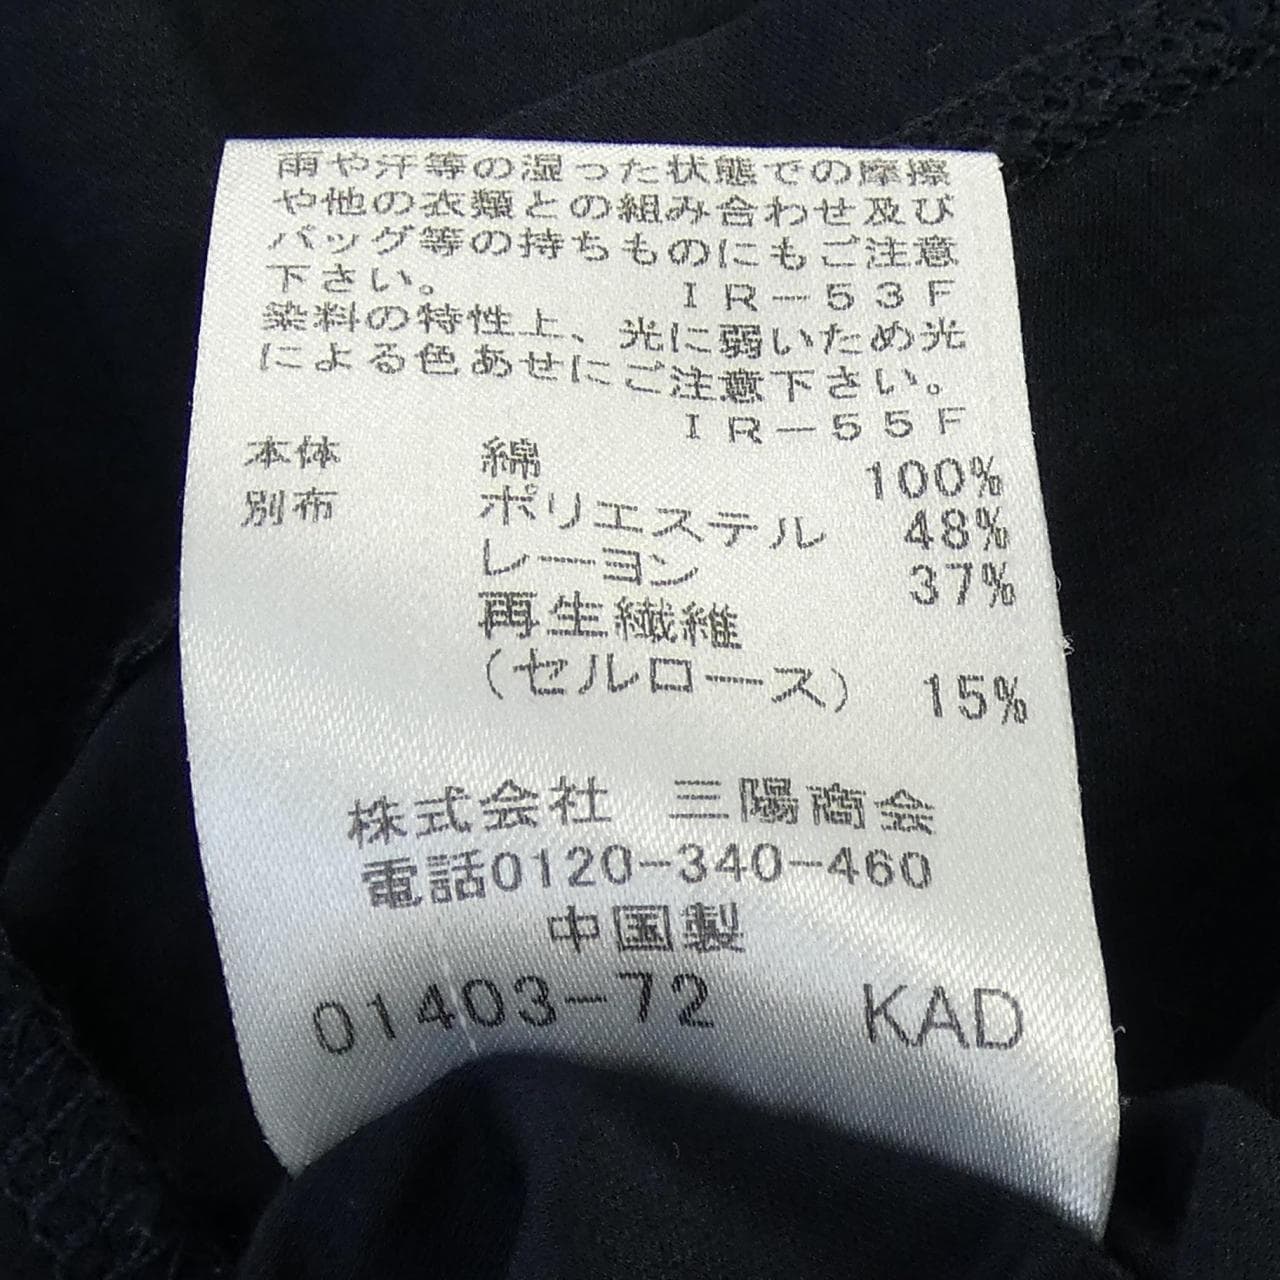 雨や汗等の湿った状態での摩擦
や他の衣類との組み合わせ及び
バッグ等の持ちものにもご注意
下さい。 IR-53F
染料の特性上、光に弱いため光
による色あせにご注意下さい。
IR-55F
本体 綿 100%
別布 ポリエステル 48%
レーヨン 37%
再生繊維
(セルロース) 15%
株式会社 三陽商会
電話0120-340-460
中国製
01403-72 KAD